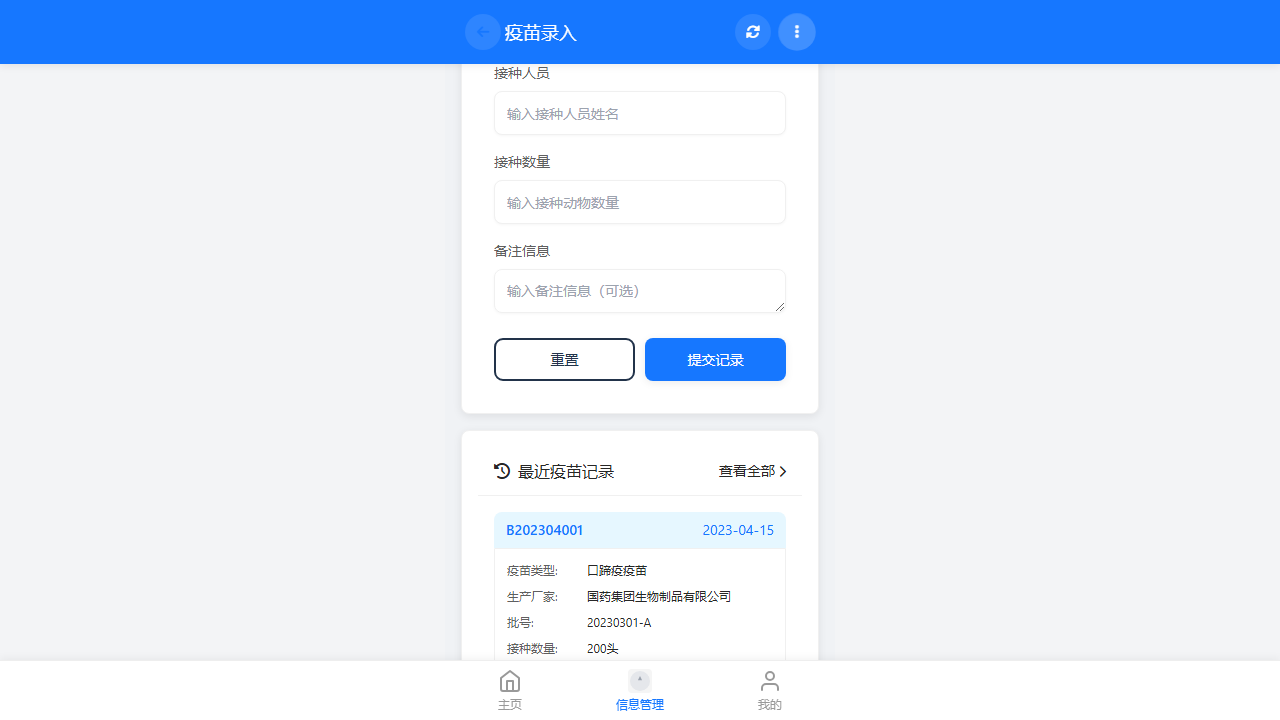 疫苗录入
接种人员
输入接种人员姓名
接种数量
输入接种动物数量
备注信息
输入备注信息（可选）
重置
提交记录
最近疫苗记录
查看全部
B202304001
2023-04-15
疫苗类型:
口蹄疫疫苗
生产厂家:
国药集团生物制品有限公司
批号:
20230301-A
接种数量:
200头
主页
信息管理
我的